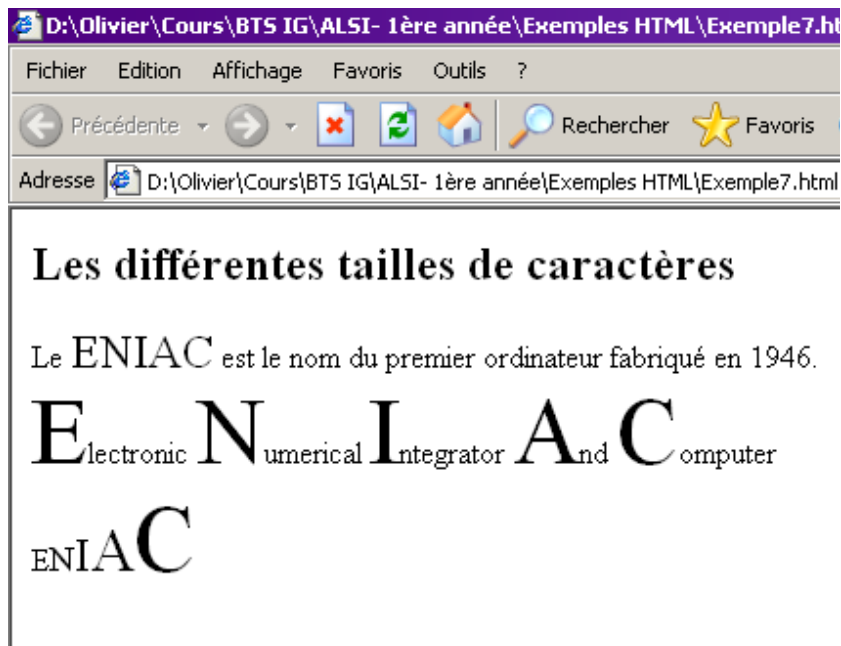 D:\Olivier\Cours\BTS IG\ALSI- 1ère année\Exemples HTML\Exemple7.ht
Fichier Edition Affichage Favoris Outils ?
Précédente Rechercher Favoris
Adresse D:\Olivier\Cours\BTS IG\ALSI- 1ère année\Exemples HTML\Exemple7.html
Les différentes tailles de caractères
Le ENIAC est le nom du premier ordinateur fabriqué en 1946.
Electronic Numerical Integrator And Computer
ENIAC